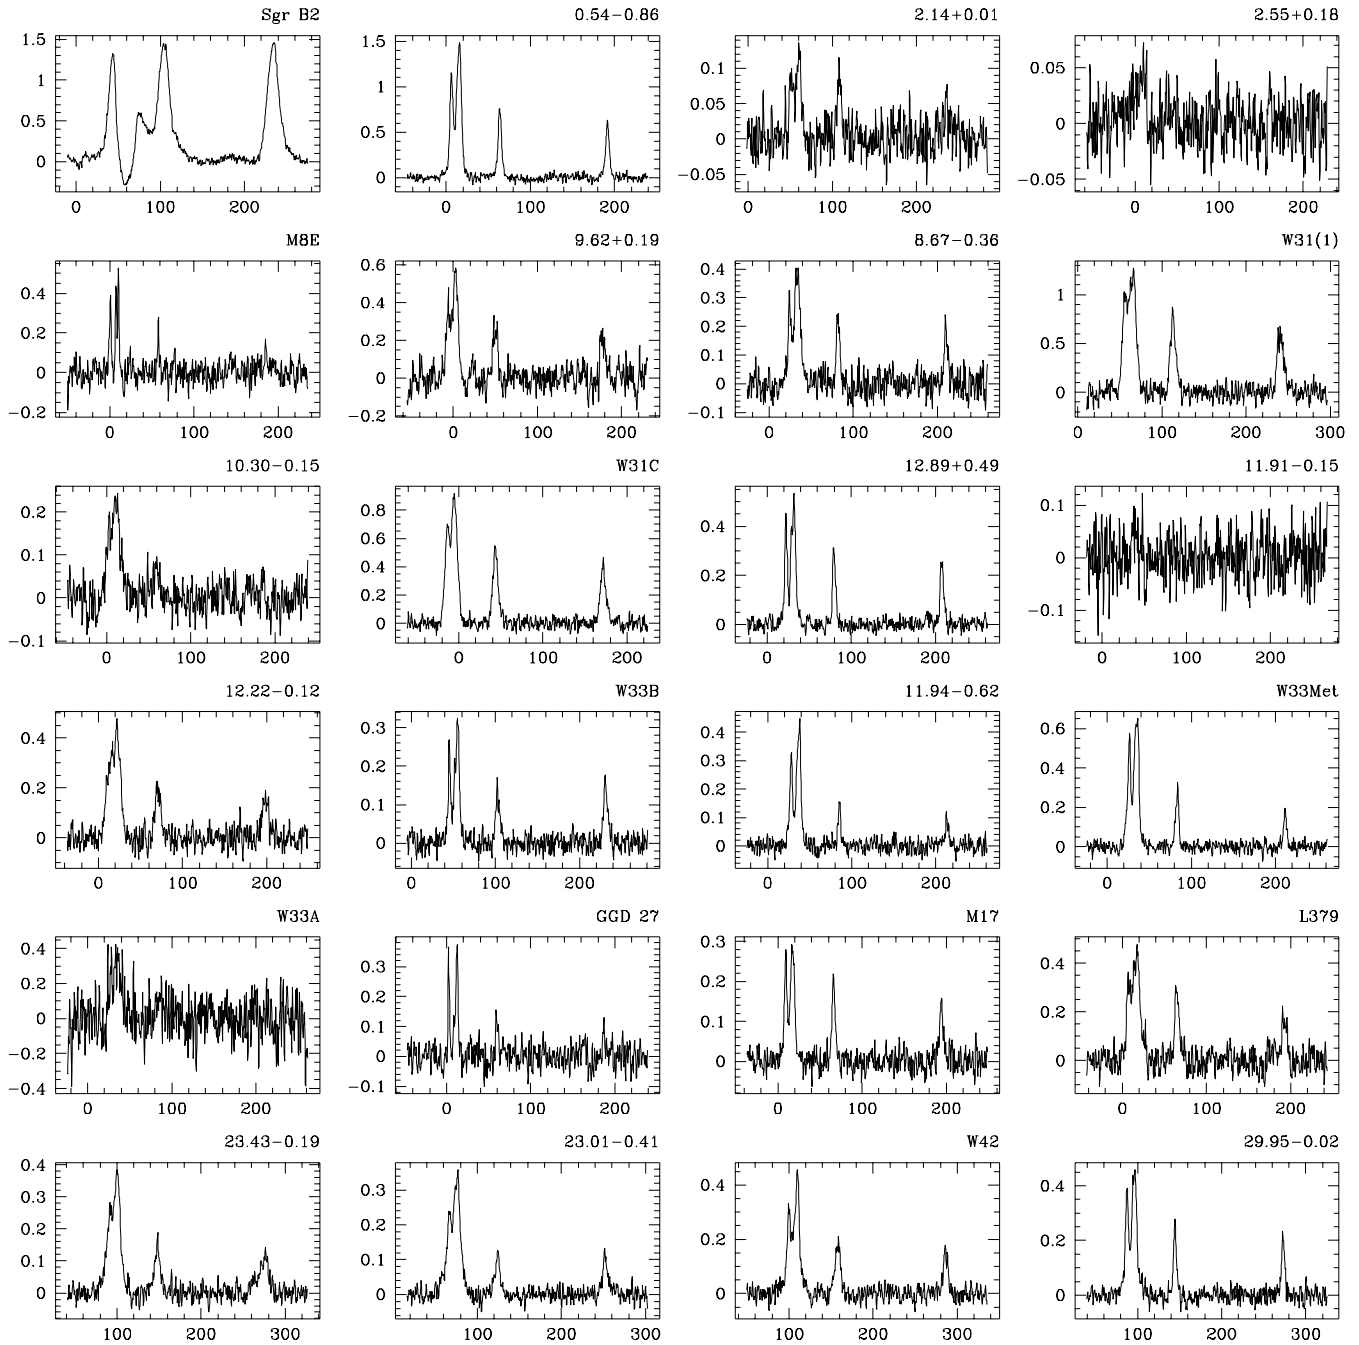 Sgr B2 0.54−0.86 2.14+0.01 2.55+0.18
1.5 1.5 0.1 0.05
1 1 0.05 0
0.5 0.5 0 −0.05
0 0 −0.05
0 100 200 0 100 200 0 100 200 0 100 200
M8E 9.62+0.19 8.67−0.36 W31(1)
0.4 0.6 0.4 1
0.2 0.4 0.3 0.5
0 0.2 0.2 0
−0.2 0 0.1
−0.2 0
−0.1
0 100 200 0 100 200 0 100 200 0 100 200 300
10.30−0.15 W31C 12.89+0.49 11.91−0.15
0.2 0.8 0.4 0.1
0.1 0.6 0.2 0
0 0.4 0 −0.1
−0.1 0.2
0
0 100 200 0 100 200 0 100 200 0 100 200
12.22−0.12 W33B 11.94−0.62 W33Met
0.4 0.3 0.4 0.6
0.2 0.2 0.3 0.4
0 0.1 0.2 0.2
0 0.1 0
0
0 100 200 0 100 200 0 100 200 0 100 200
W33A GGD 27 M17 L379
0.4 0.3 0.3 0.4
0.2 0.2 0.2 0.2
0 0.1 0.1 0
−0.2 0 0
−0.4 −0.1
0 100 200 0 100 200 0 100 200 0 100 200
23.43−0.19 23.01−0.41 W42 29.95−0.02
0.4 0.3 0.4 0.4
0.3 0.2 0.2 0.2
0.2 0.1 0 0
0.1 0
0
100 200 300 100 200 300 100 200 300 100 200 300